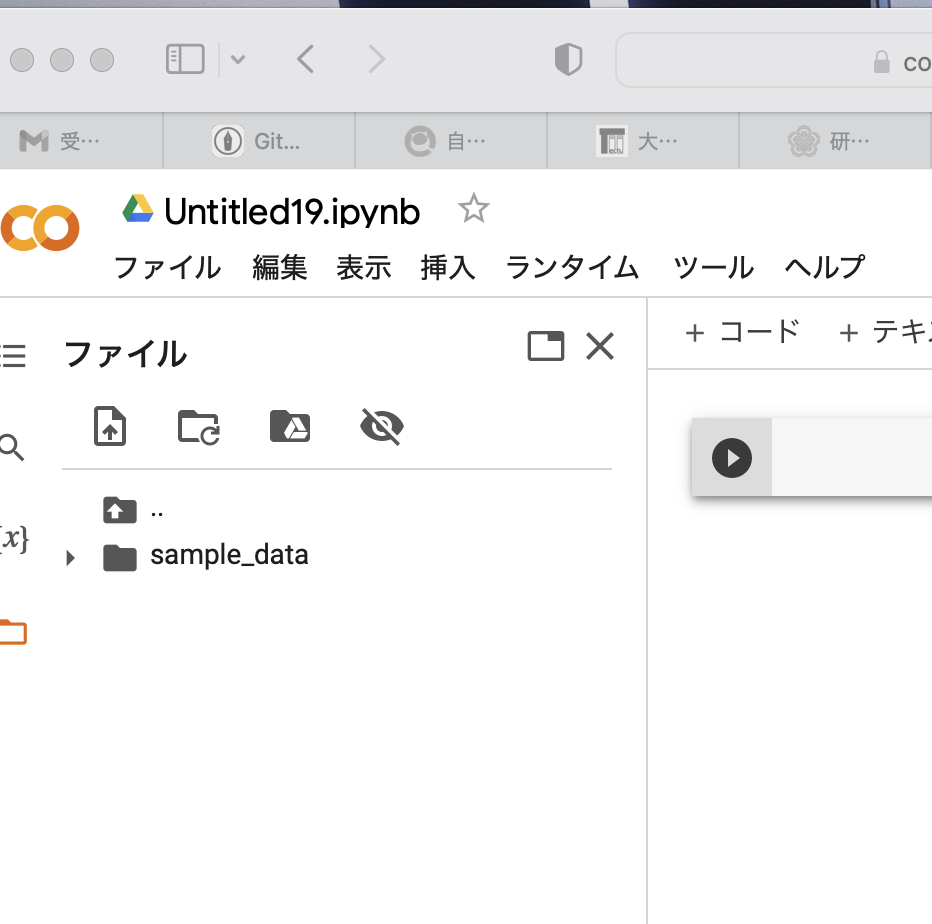 co
受…
Git...
自…
大…
研…
Untitled19.ipynb
ファイル 編集 表示 挿入 ランタイム ツール ヘルプ
ファイル
+ コード + テキ
{x}
..
sample_data